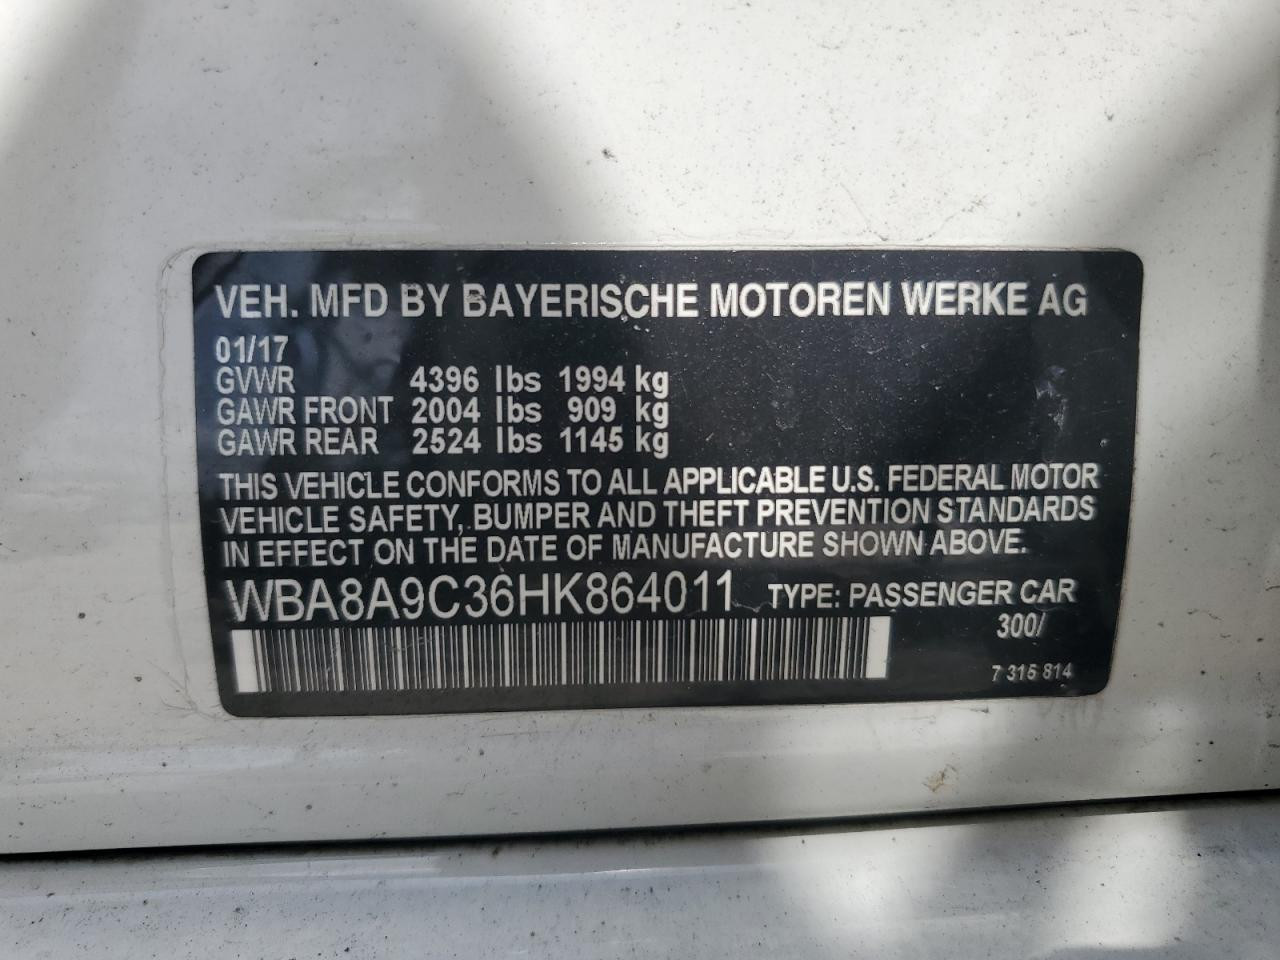 VEH. MFD BY BAYERISCHE MOTOREN WERKE AG
01/17
GVWR 4396 lbs 1994 kg
GAWR FRONT 2004 lbs 909 kg
GAWR REAR 2524 lbs 1145 kg
THIS VEHICLE CONFORMS TO ALL APPLICABLE U.S. FEDERAL MOTOR
VEHICLE SAFETY, BUMPER AND THEFT PREVENTION STANDARDS
IN EFFECT ON THE DATE OF MANUFACTURE SHOWN ABOVE.
WBA8A9C36HK864011 TYPE: PASSENGER CAR
300/
7 315 814